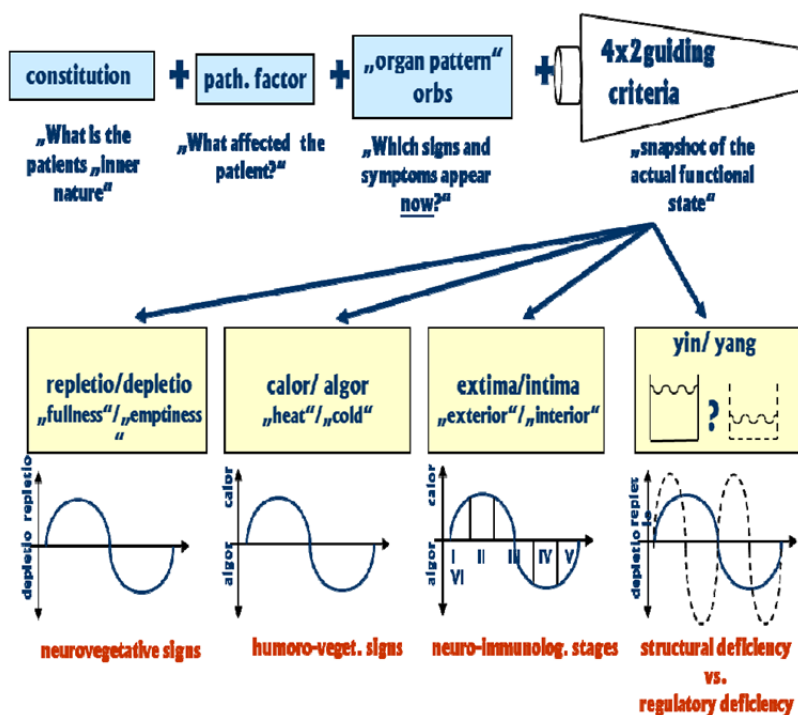 constitution
+
path. factor
+
„organ pattern“
orbs
+
4x2guiding
criteria
„What is the
patients „inner
nature“
„What affected the
patient?“
„Which signs and
symptoms appear
now?“
„snapshot of the
actual functional
state“
repletio/depletio
„fullness“/„emptiness
“
calor/ algor
„heat“/„cold“
extima/intima
„exterior“/„interior“
yin/ yang
?
depletio repletio
algor calor
algor calor
I II III IV V
VI
depletio replet
io
neurovegetative signs
humoro-veget. signs
neuro-immunolog. stages
structural deficiency
vs.
regulatory deficiency